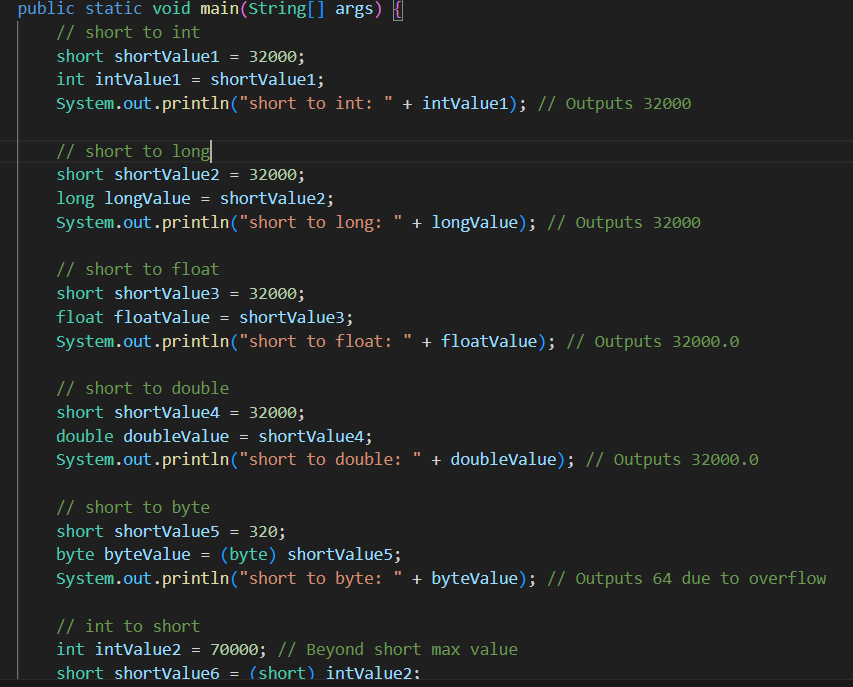 public static void main(String[] args) {
// short to int
short shortValue1 = 32000;
int intValue1 = shortValue1;
System.out.println("short to int: " + intValue1); // Outputs 32000
// short to long
short shortValue2 = 32000;
long longValue = shortValue2;
System.out.println("short to long: " + longValue); // Outputs 32000
// short to float
short shortValue3 = 32000;
float floatValue = shortValue3;
System.out.println("short to float: " + floatValue); // Outputs 32000.0
// short to double
short shortValue4 = 32000;
double doubleValue = shortValue4;
System.out.println("short to double: " + doubleValue); // Outputs 32000.0
// short to byte
short shortValue5 = 320;
byte byteValue = (byte) shortValue5;
System.out.println("short to byte: " + byteValue); // Outputs 64 due to overflow
// int to short
int intValue2 = 70000; // Beyond short max value
short shortValue6 = (short) intValue2;